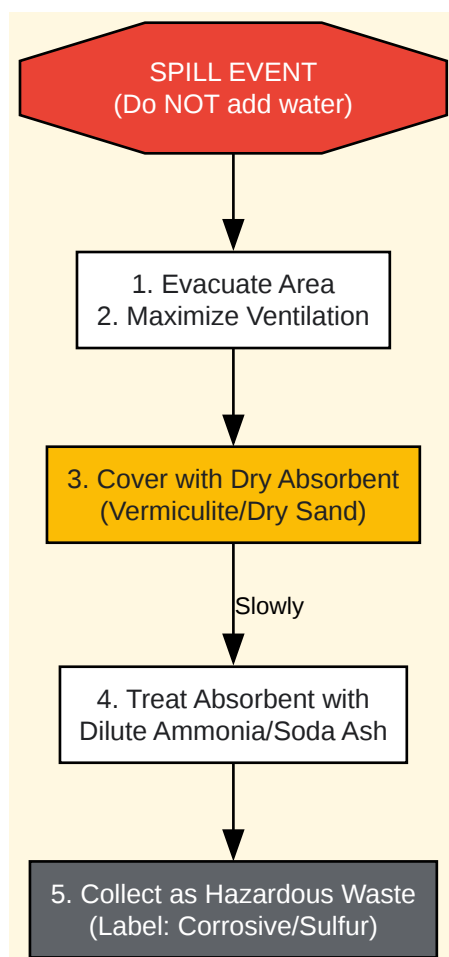 SPILL EVENT
(Do NOT add water)
1. Evacuate Area
2. Maximize Ventilation
3. Cover with Dry Absorbent
(Vermiculite/Dry Sand)
Slowly
4. Treat Absorbent with
Dilute Ammonia/Soda Ash
5. Collect as Hazardous Waste
(Label: Corrosive/Sulfur)